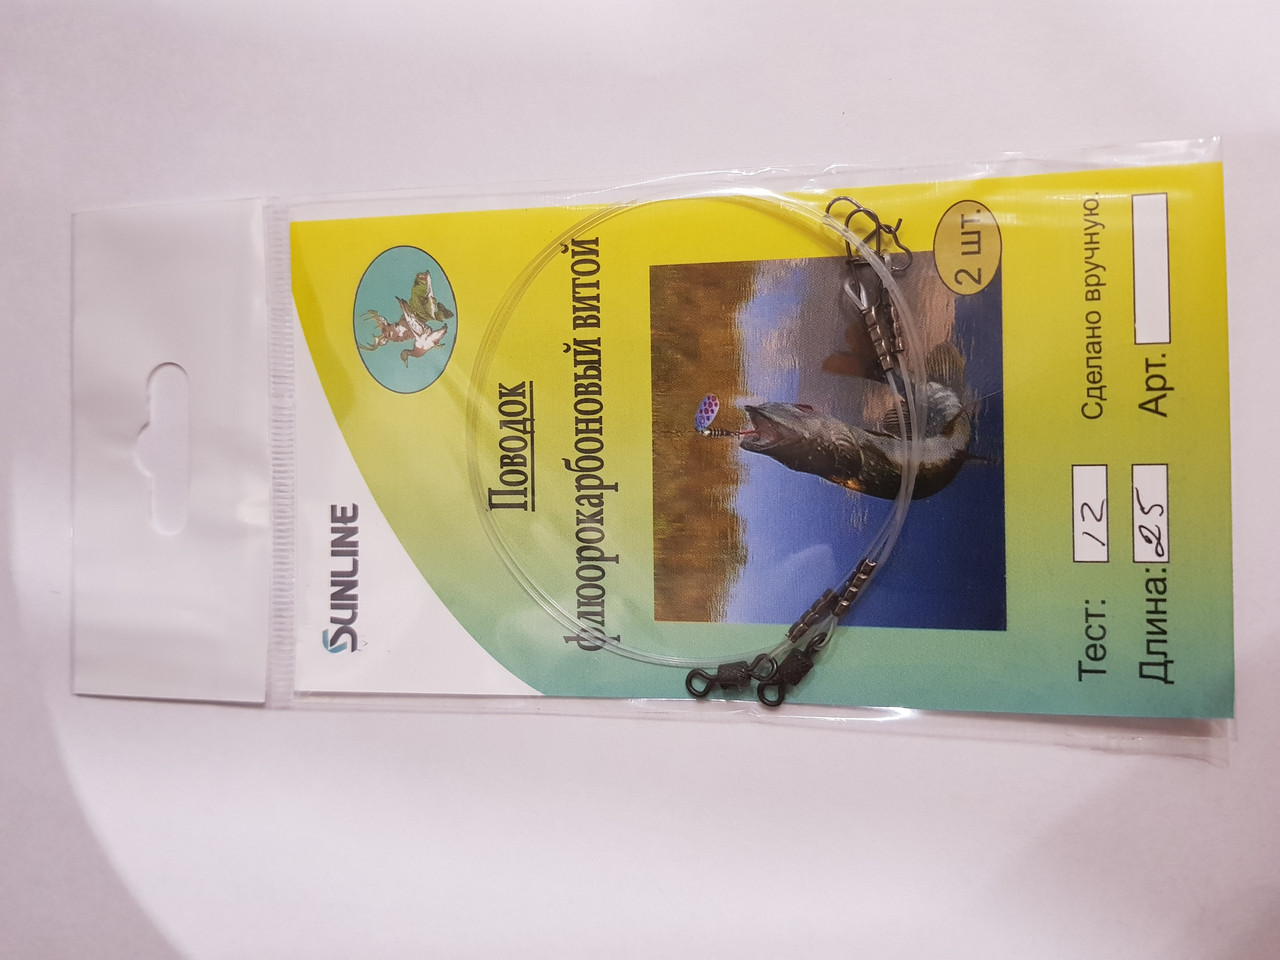 SUNLINE
Поводок
флюорокарбоновый витой
2 шт.
Тест: 12 Сделано вручную.
Длина: 25 Арт.